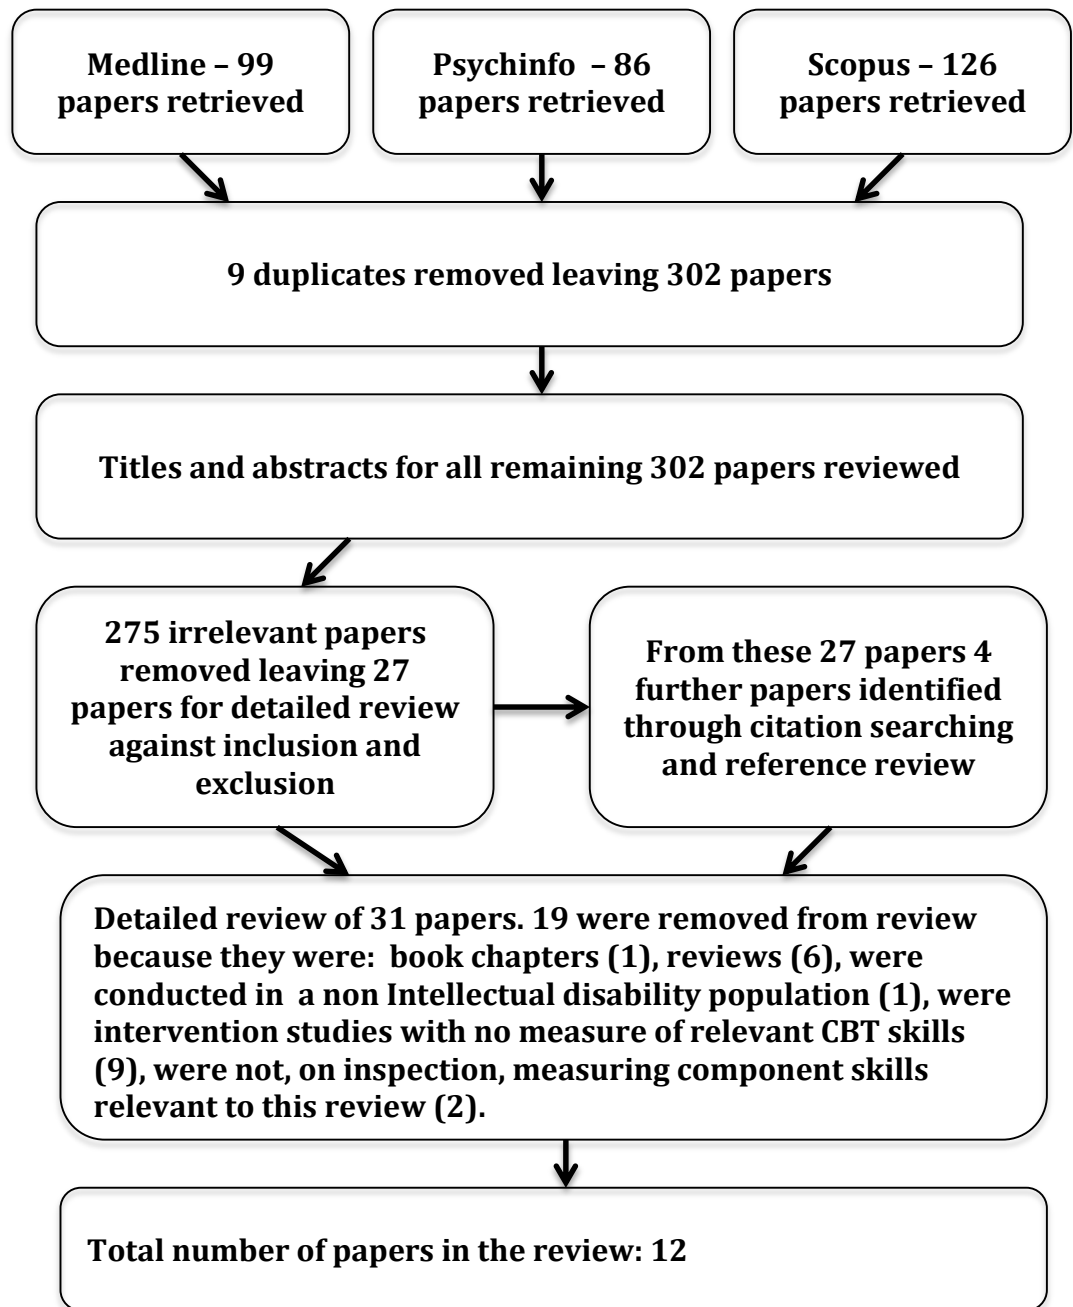 Medline – 99
papers retrieved
Psychinfo  – 86
papers retrieved
Scopus – 126
papers retrieved
9 duplicates removed leaving 302 papers
Titles and abstracts for all remaining 302 papers reviewed
275 irrelevant papers
removed leaving 27
papers for detailed review
against inclusion and
exclusion
From these 27 papers 4
further papers identified
through citation searching
and reference review
Detailed review of 31 papers. 19 were removed from review
because they were:  book chapters (1), reviews (6), were
conducted in  a non Intellectual disability population (1), were
intervention studies with no measure of relevant CBT skills
(9), were not, on inspection, measuring component skills
relevant to this review (2).
Total number of papers in the review: 12